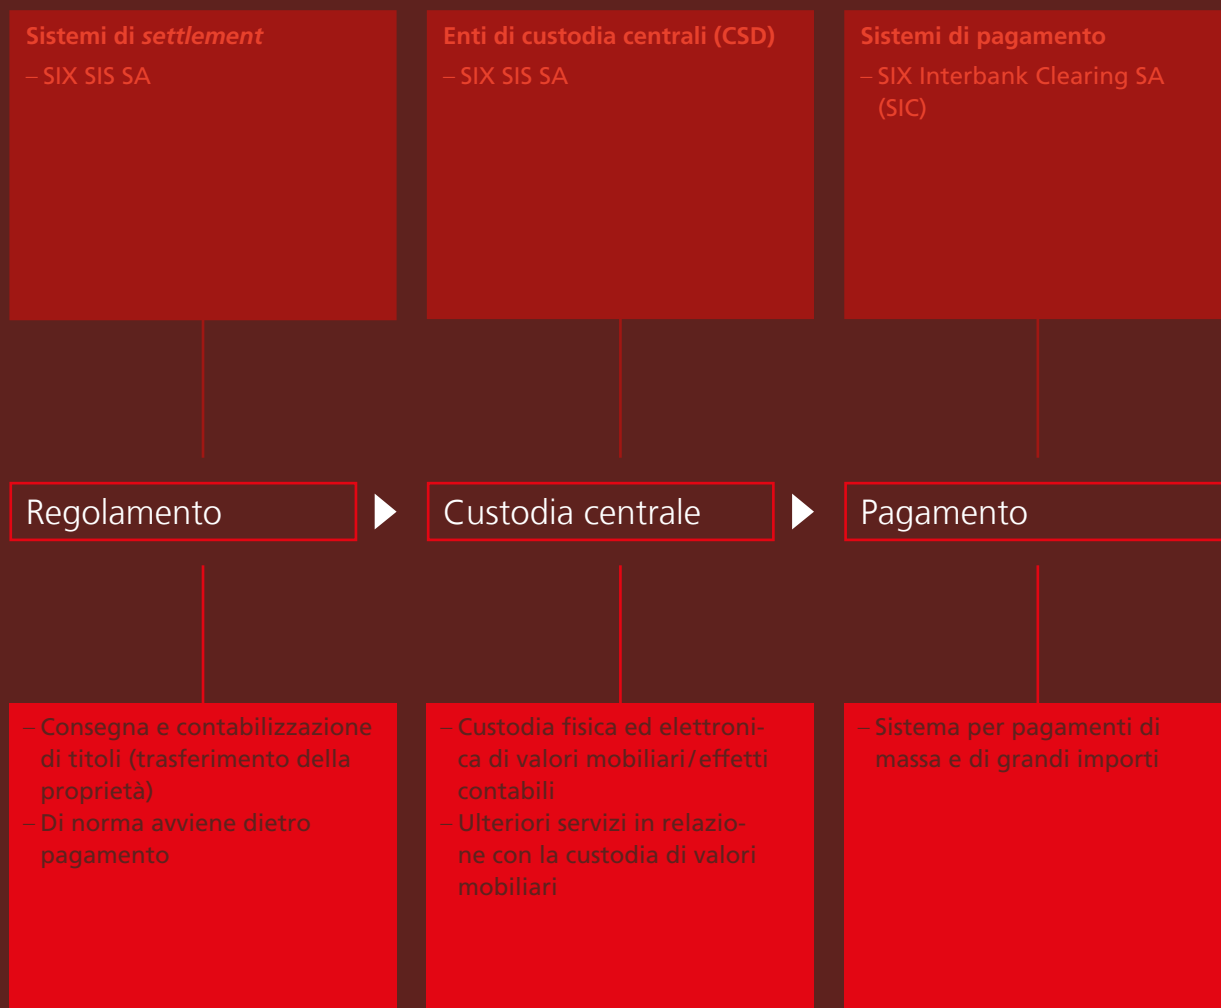 Sistemi di settlement
– SIX SIS SA
Enti di custodia centrali (CSD)
– SIX SIS SA
Sistemi di pagamento
– SIX Interbank Clearing SA
(SIC)
Regolamento
Custodia centrale
Pagamento
– Consegna e contabilizzazione
di titoli (trasferimento della
proprietà)
– Di norma avviene dietro
pagamento
– Custodia fisica ed elettroni-
ca di valori mobiliari/effetti
contabili
– Ulteriori servizi in relazio-
ne con la custodia di valori
mobiliari
– Sistema per pagamenti di
massa e di grandi importi